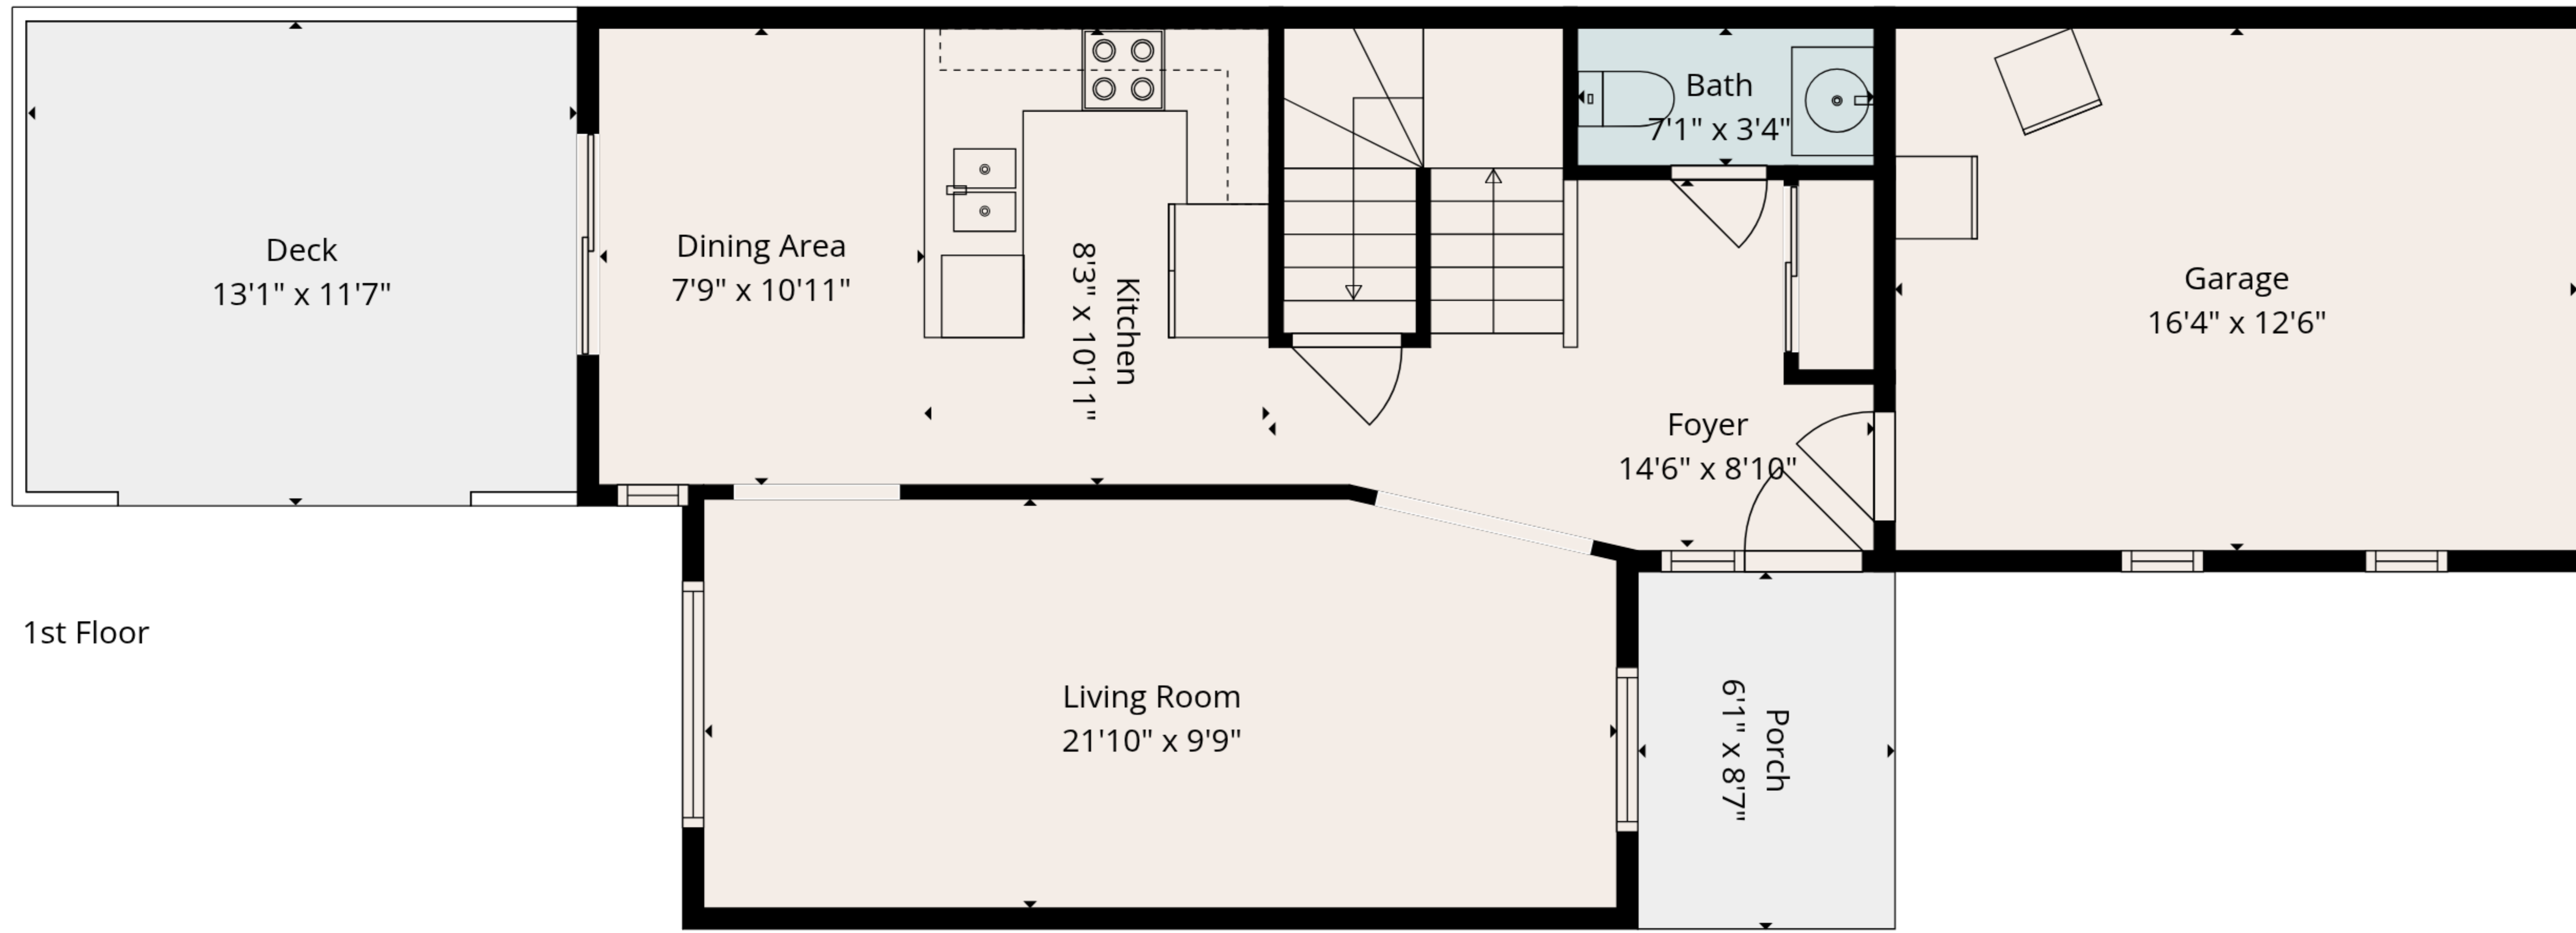 Deck
13'1" x 11'7"
Dining Area
7'9" x 10'11"
Kitchen
8'3" x 10'11"
Bath
7'1" x 3'4"
Foyer
14'6" x 8'10"
Garage
16'4" x 12'6"
1st Floor
Living Room
21'10" x 9'9"
Porch
6'1" x 8'7"